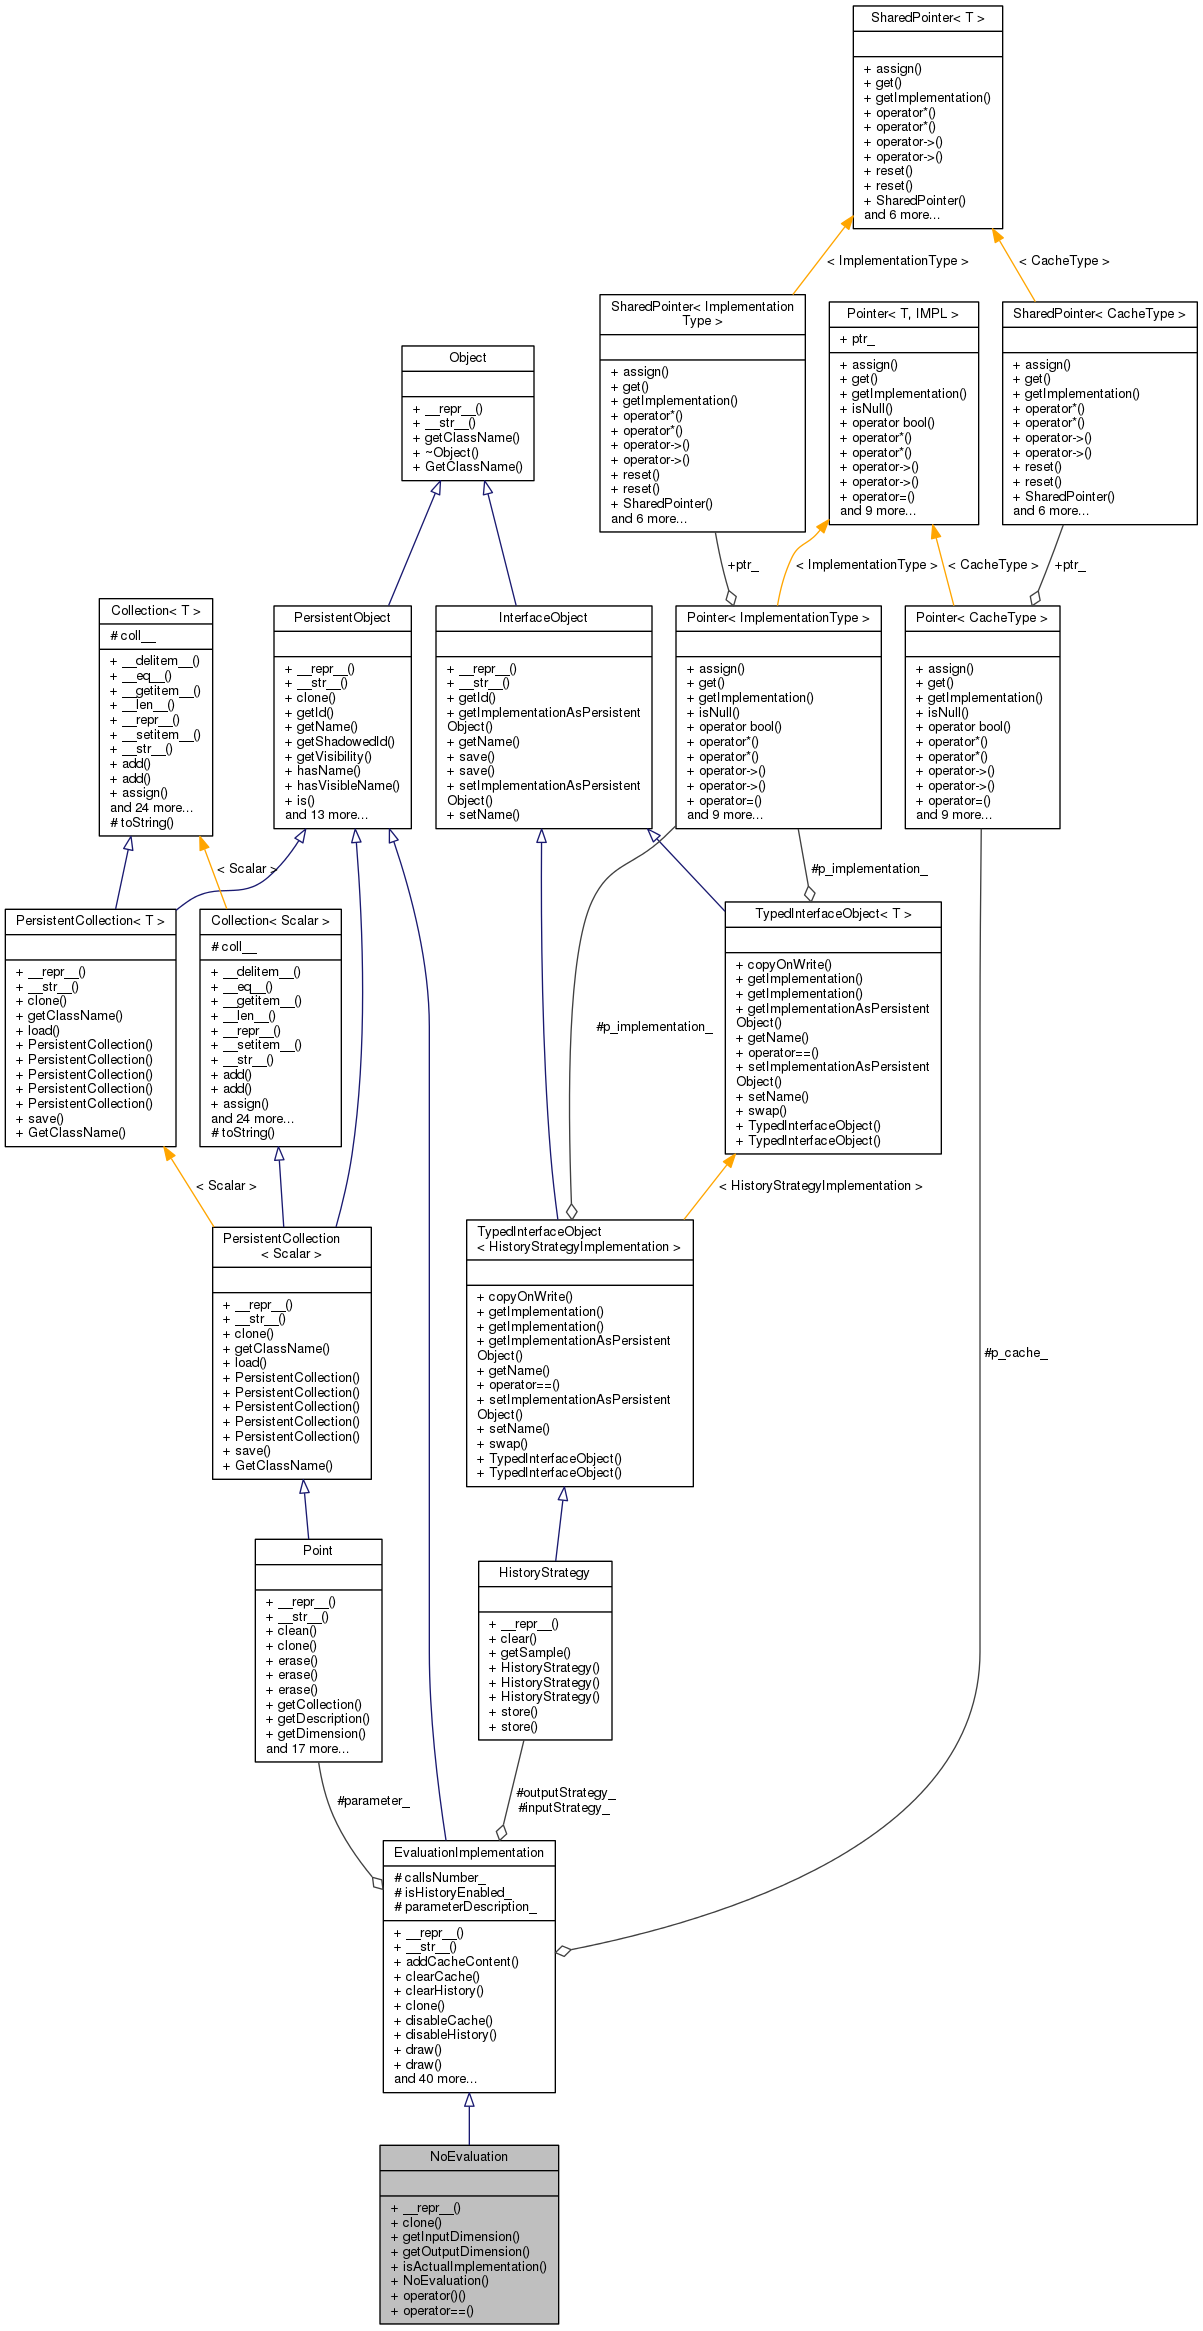 SharedPointer< T >
+ assign()
+ get()
+ getImplementation()
+ operator*()
+ operator*()
+ operator->()
+ operator->()
+ reset()
+ reset()
+ SharedPointer()
and 6 more...
< ImplementationType >
< CacheType >
SharedPointer< Implementation
Type >
+ assign()
+ get()
+ getImplementation()
+ operator*()
+ operator*()
+ operator->()
+ operator->()
+ reset()
+ reset()
+ SharedPointer()
and 6 more...
Pointer< T, IMPL >
+ ptr_
+ assign()
+ get()
+ getImplementation()
+ isNull()
+ operator bool()
+ operator*()
+ operator*()
+ operator->()
+ operator->()
+ operator=()
and 9 more...
SharedPointer< CacheType >
+ assign()
+ get()
+ getImplementation()
+ operator*()
+ operator*()
+ operator->()
+ operator->()
+ reset()
+ reset()
+ SharedPointer()
and 6 more...
Object
+ __repr__()
+ __str__()
+ getClassName()
+ ~Object()
+ GetClassName()
+ptr_
< ImplementationType >
< CacheType >
+ptr_
Collection< T >
# coll__
+ __delitem__()
+ __eq__()
+ __getitem__()
+ __len__()
+ __repr__()
+ __setitem__()
+ __str__()
+ add()
+ add()
+ assign()
and 24 more...
# toString()
PersistentObject
+ __repr__()
+ __str__()
+ clone()
+ getId()
+ getName()
+ getShadowedId()
+ getVisibility()
+ hasName()
+ hasVisibleName()
+ is()
and 13 more...
InterfaceObject
+ __repr__()
+ __str__()
+ getId()
+ getImplementationAsPersistent
Object()
+ getName()
+ save()
+ save()
+ setImplementationAsPersistent
Object()
+ setName()
Pointer< ImplementationType >
+ assign()
+ get()
+ getImplementation()
+ isNull()
+ operator bool()
+ operator*()
+ operator*()
+ operator->()
+ operator->()
+ operator=()
and 9 more...
Pointer< CacheType >
+ assign()
+ get()
+ getImplementation()
+ isNull()
+ operator bool()
+ operator*()
+ operator*()
+ operator->()
+ operator->()
+ operator=()
and 9 more...
< Scalar >
#p_implementation_
PersistentCollection< T >
+ __repr__()
+ __str__()
+ clone()
+ getClassName()
+ load()
+ PersistentCollection()
+ PersistentCollection()
+ PersistentCollection()
+ PersistentCollection()
+ PersistentCollection()
+ save()
+ GetClassName()
Collection< Scalar >
# coll__
+ __delitem__()
+ __eq__()
+ __getitem__()
+ __len__()
+ __repr__()
+ __setitem__()
+ __str__()
+ add()
+ add()
+ assign()
and 24 more...
# toString()
#p_implementation_
TypedInterfaceObject< T >
+ copyOnWrite()
+ getImplementation()
+ getImplementation()
+ getImplementationAsPersistent
Object()
+ getName()
+ operator==()
+ setImplementationAsPersistent
Object()
+ setName()
+ swap()
+ TypedInterfaceObject()
+ TypedInterfaceObject()
< Scalar >
< HistoryStrategyImplementation >
PersistentCollection
< Scalar >
+ __repr__()
+ __str__()
+ clone()
+ getClassName()
+ load()
+ PersistentCollection()
+ PersistentCollection()
+ PersistentCollection()
+ PersistentCollection()
+ PersistentCollection()
+ save()
+ GetClassName()
TypedInterfaceObject
< HistoryStrategyImplementation >
+ copyOnWrite()
+ getImplementation()
+ getImplementation()
+ getImplementationAsPersistent
Object()
+ getName()
+ operator==()
+ setImplementationAsPersistent
Object()
+ setName()
+ swap()
+ TypedInterfaceObject()
+ TypedInterfaceObject()
#p_cache_
Point
+ __repr__()
+ __str__()
+ clean()
+ clone()
+ erase()
+ erase()
+ erase()
+ getCollection()
+ getDescription()
+ getDimension()
and 17 more...
HistoryStrategy
+ __repr__()
+ clear()
+ getSample()
+ HistoryStrategy()
+ HistoryStrategy()
+ HistoryStrategy()
+ store()
+ store()
#parameter_
#outputStrategy_
#inputStrategy_
EvaluationImplementation
# callsNumber_
# isHistoryEnabled_
# parameterDescription_
+ __repr__()
+ __str__()
+ addCacheContent()
+ clearCache()
+ clearHistory()
+ clone()
+ disableCache()
+ disableHistory()
+ draw()
+ draw()
and 40 more...
NoEvaluation
+ __repr__()
+ clone()
+ getInputDimension()
+ getOutputDimension()
+ isActualImplementation()
+ NoEvaluation()
+ operator()()
+ operator==()